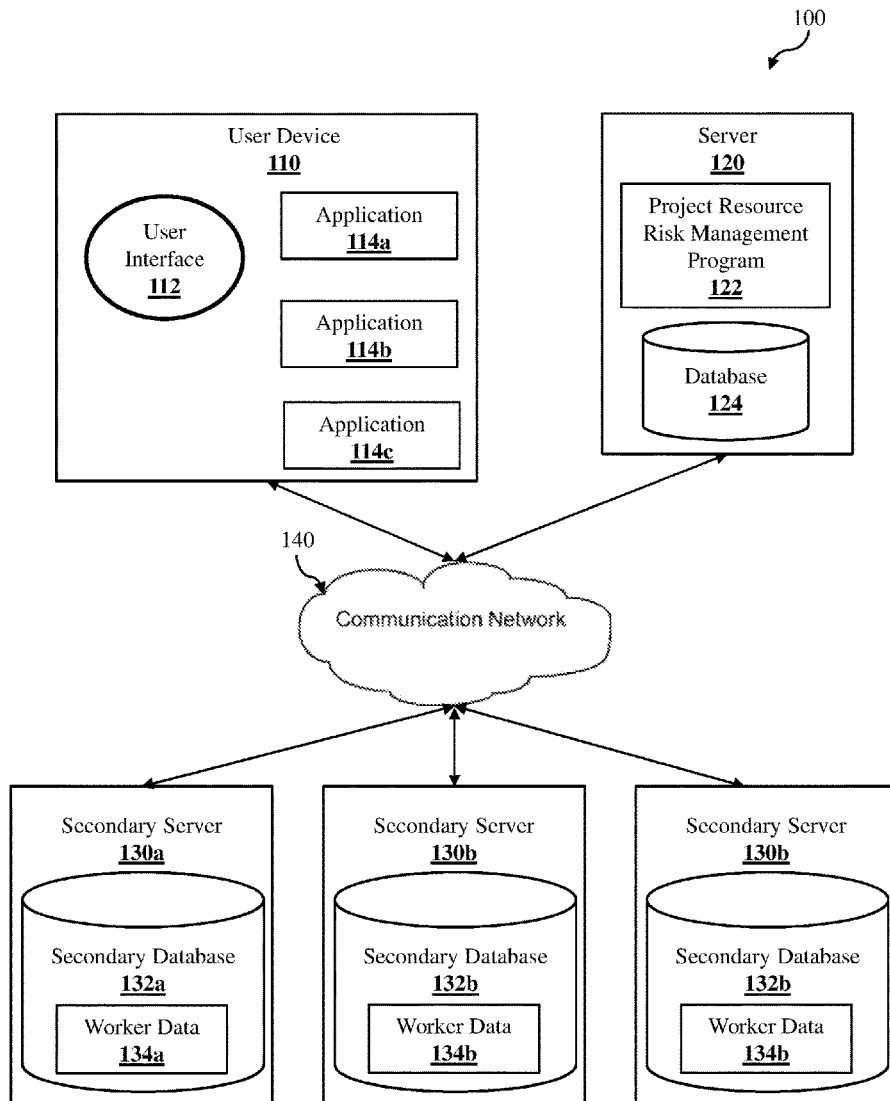 100
User Device
110
User
Interface
112
Application
114a
Application
114b
Application
114c
Server
120
Project Resource
Risk Management
Program
122
Database
124
140
Communication Network
Secondary Server
130a
Secondary Database
132a
Worker Data
134a
Secondary Server
130b
Secondary Database
132b
Worker Data
134b
Secondary Server
130b
Secondary Database
132b
Worker Data
134b